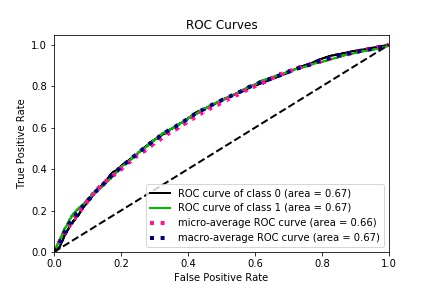 ROC Curves
True Positive Rate
1.0
0.8
0.6
0.4
0.2
0.0
ROC curve of class 0 (area = 0.67)
ROC curve of class 1 (area = 0.67)
micro-average ROC curve (area = 0.66)
macro-average ROC curve (area = 0.67)
0.0 0.2 0.4 0.6 0.8 1.0
False Positive Rate